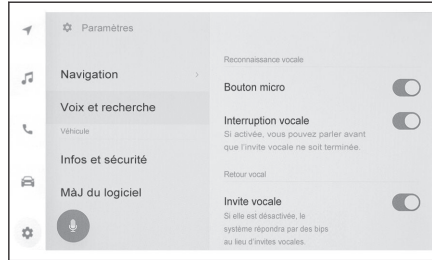 Paramètres
Navigation
Voix et recherche
Véhicule
Infos et sécurité
MàJ du logiciel
Reconnaissance vocale
Bouton micro
Interruption vocale
Si activée, vous pouvez parler avant
que l'invite vocale ne soit terminée.
Retour vocal
Invite vocale
Si elle est désactivée, le
système répondra par des bips
au lieu d'invites vocales.